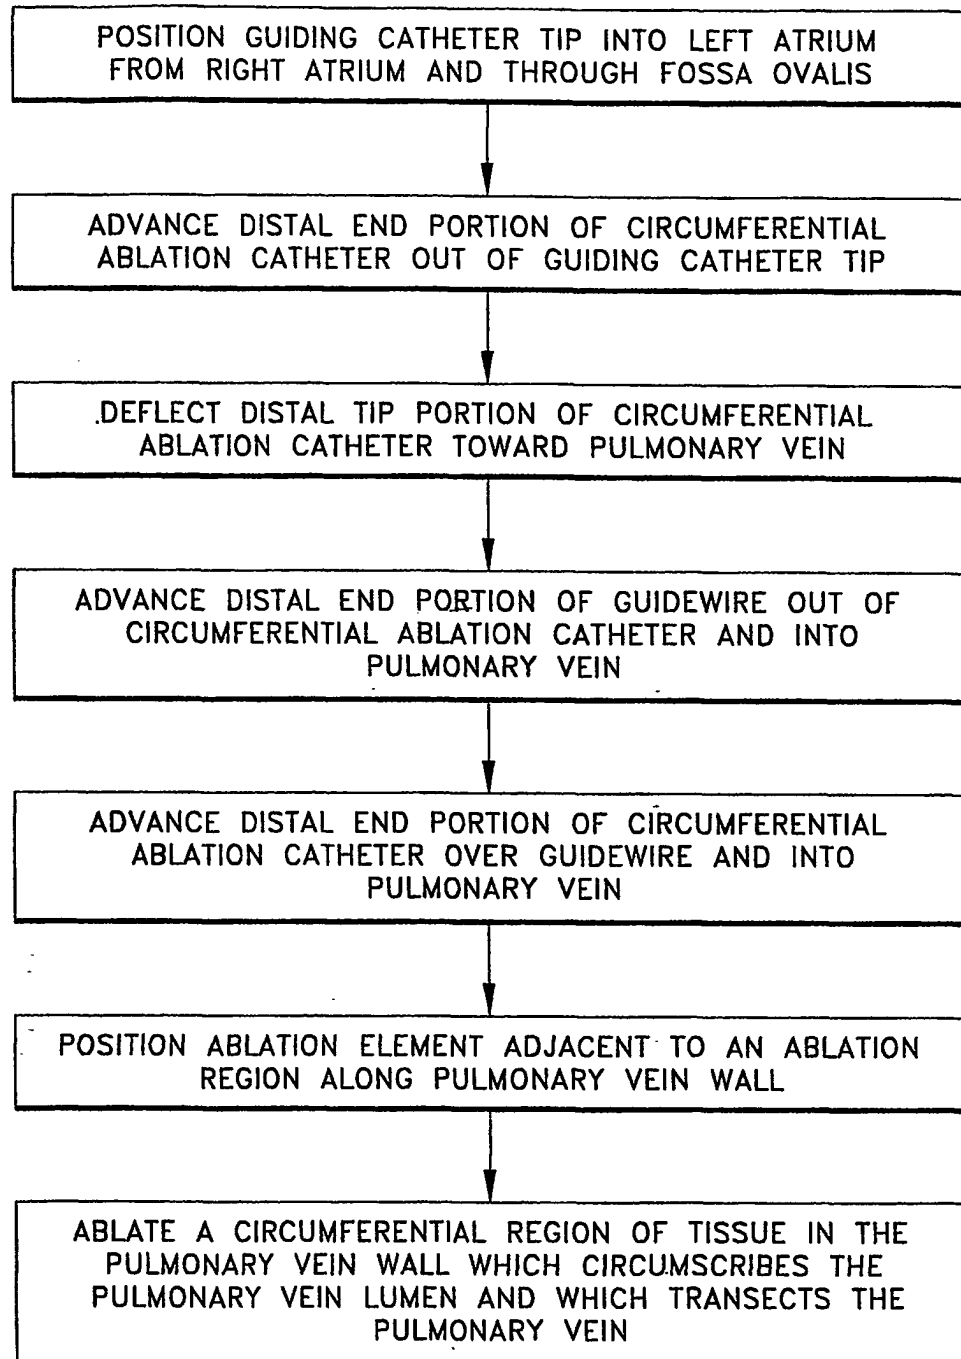 POSITION GUIDING CATHETER TIP INTO LEFT ATRIUM
FROM RIGHT ATRIUM AND THROUGH FOSSA OVALIS
ADVANCE DISTAL END PORTION OF CIRCUMFERENTIAL
ABLATION CATHETER OUT OF GUIDING CATHETER TIP
DEFLECT DISTAL TIP PORTION OF CIRCUMFERENTIAL
ABLATION CATHETER TOWARD PULMONARY VEIN
ADVANCE DISTAL END PORTION OF GUIDEWIRE OUT OF
CIRCUMFERENTIAL ABLATION CATHETER AND INTO
PULMONARY VEIN
ADVANCE DISTAL END PORTION OF CIRCUMFERENTIAL
ABLATION CATHETER OVER GUIDEWIRE AND INTO
PULMONARY VEIN
POSITION ABLATION ELEMENT ADJACENT TO AN ABLATION
REGION ALONG PULMONARY VEIN WALL
ABLATE A CIRCUMFERENTIAL REGION OF TISSUE IN THE
PULMONARY VEIN WALL WHICH CIRCUMSCRIBES THE
PULMONARY VEIN LUMEN AND WHICH TRANSECTS THE
PULMONARY VEIN